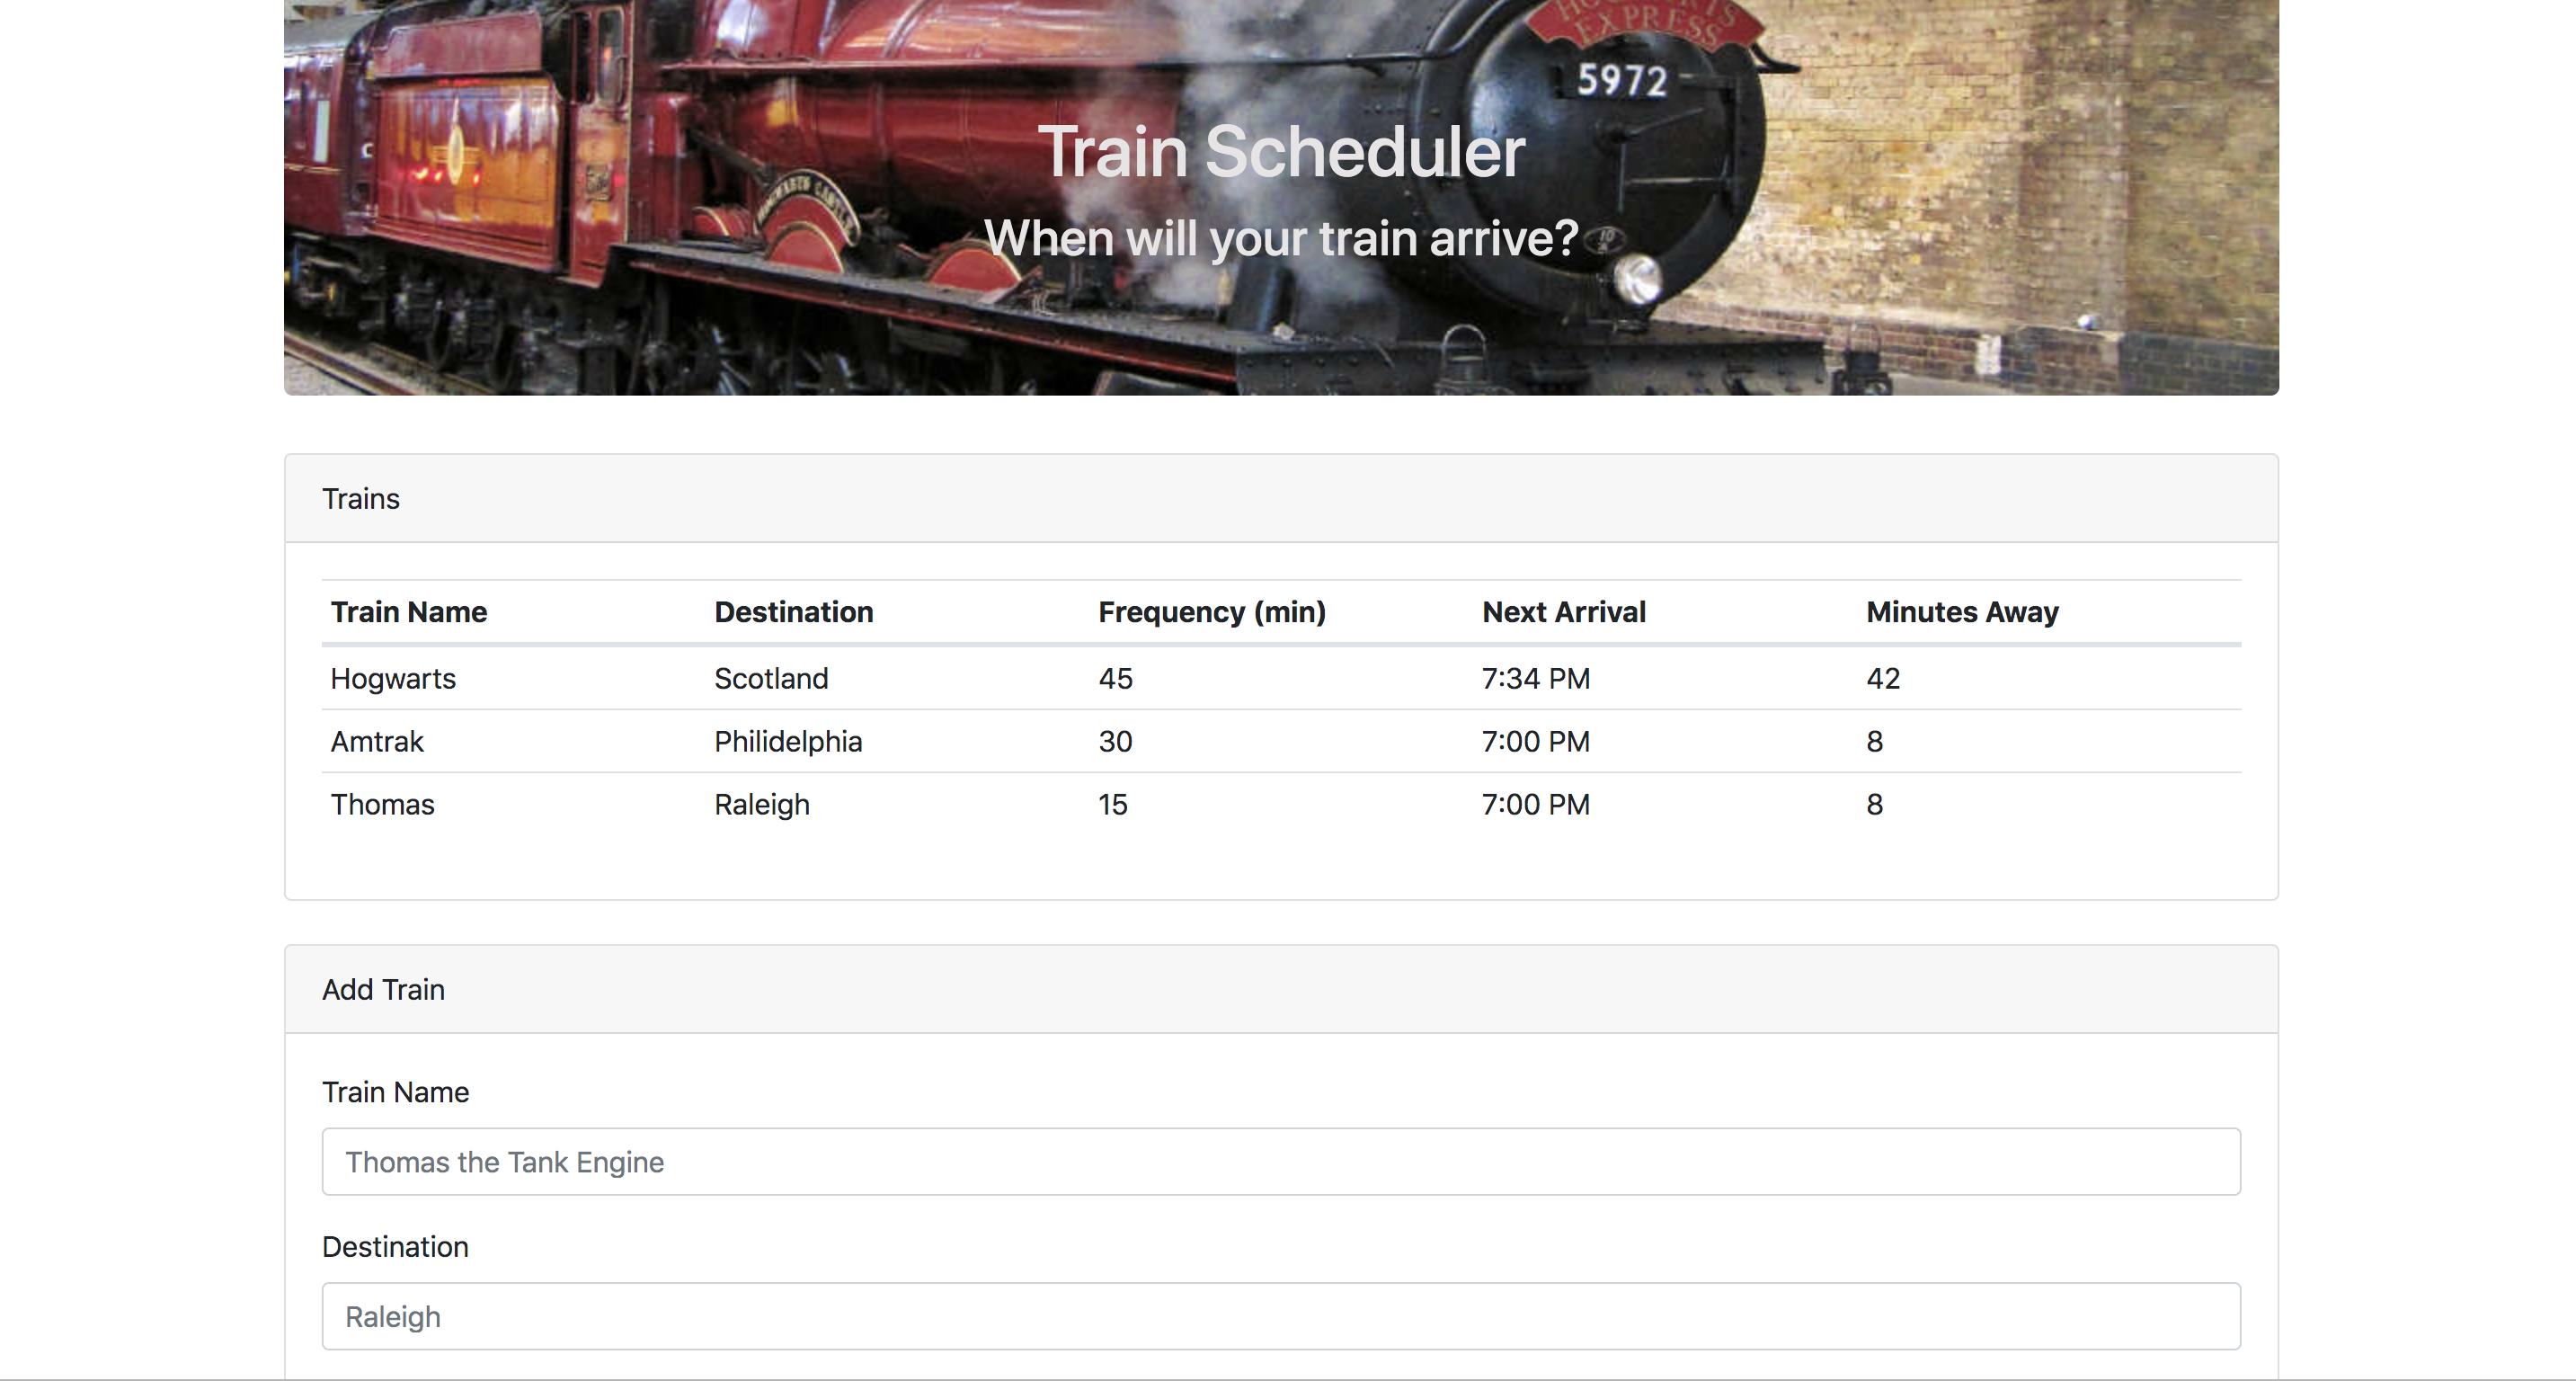 HOGWARTS
EXPRESS
5972
Train Scheduler
When will your train arrive?
Trains
Train Name Destination Frequency (min) Next Arrival Minutes Away
Hogwarts Scotland 45 7:34 PM 42
Amtrak Philidelphia 30 7:00 PM 8
Thomas Raleigh 15 7:00 PM 8
Add Train
Train Name
Thomas the Tank Engine
Destination
Raleigh